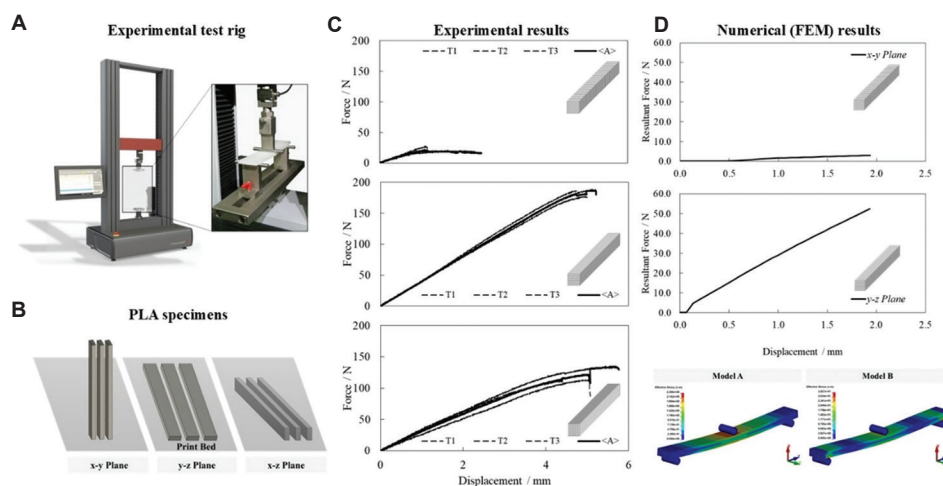 A
Experimental test rig
B
PLA specimens
Print Bed
x-y Plane
y-z Plane
x-z Plane
C
Experimental results
200
150
100
50
0
Force / N
T1 T2 T3 <A>
200
150
100
50
0
Force / N
T1 T2 T3 <A>
200
150
100
50
0
Force / N
T1 T2 T3 <A>
0 2 4 6
Displacement / mm
D
Numerical (FEM) results
60.0
50.0
40.0
30.0
20.0
10.0
0.0
Resultant Force / N
x-y Plane
0.0 0.5 1.0 1.5 2.0 2.5
60.0
50.0
40.0
30.0
20.0
10.0
0.0
Resultant Force / N
y-z Plane
0.0 0.5 1.0 1.5 2.0 2.5
Displacement / mm
Model A
Model B